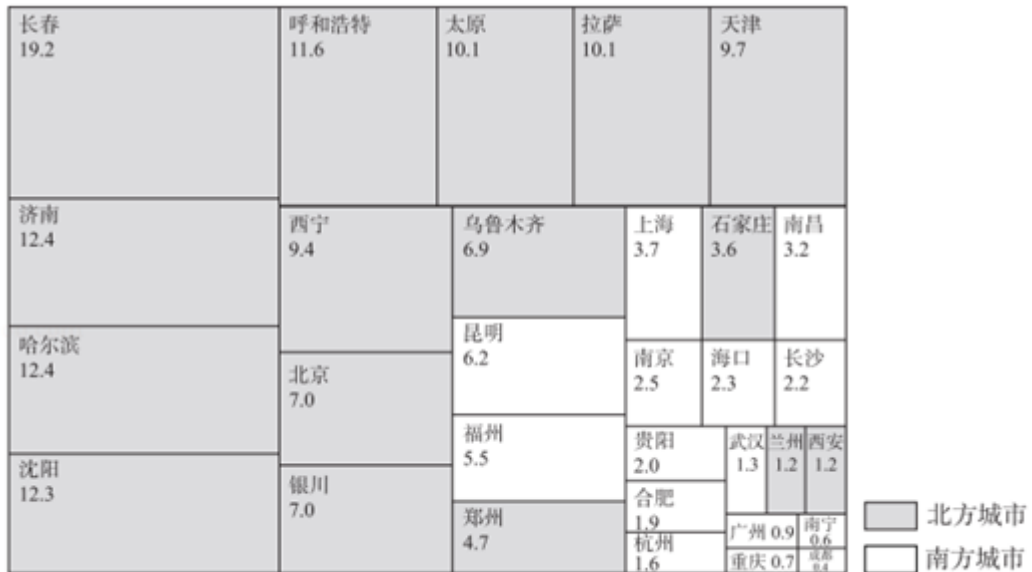 长春
19.2
呼和浩特
11.6
太原
10.1
拉萨
10.1
天津
9.7
济南
12.4
哈尔滨
12.4
沈阳
12.3
西宁
9.4
北京
7.0
银川
7.0
乌鲁木齐
6.9
昆明
6.2
福州
5.5
郑州
4.7
上海
3.7
石家庄
3.6
南昌
3.2
南京
2.5
海口
2.3
长沙
2.2
贵阳
2.0
合肥
1.9
杭州
1.6
武汉
1.3
兰州
1.2
西安
1.2
广州 0.9
南宁
0.6
重庆 0.7
成都
0.4
北方城市
南方城市